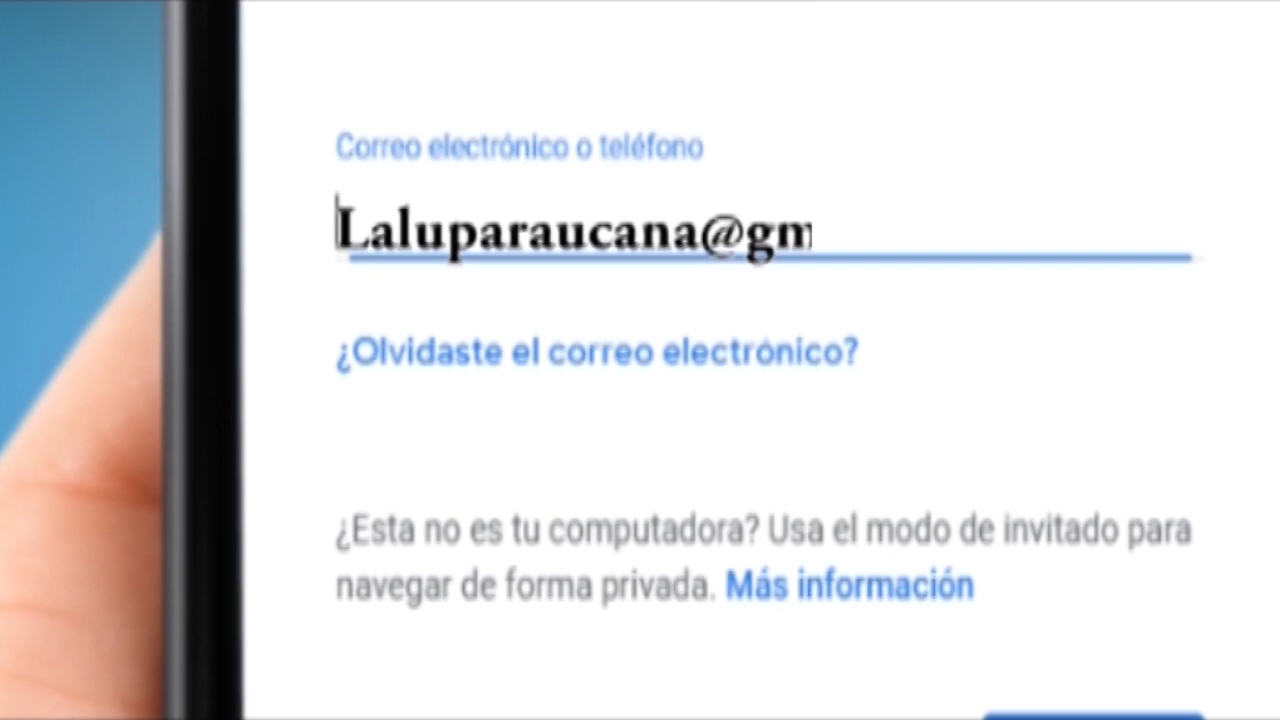 Correo electrónico o teléfono
Laluparaucana@gm
¿Olvidaste el correo electrónico?
¿Esta no es tu computadora? Usa el modo de invitado para
navegar de forma privada. Más información